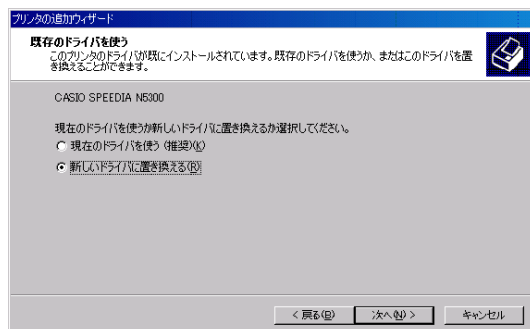 プリンタの追加ウィザード
既存のドライバを使う
このプリンタのドライバが既にインストールされています。既存のドライバを使うか、またはこのドライバを置
き換えることができます。
CASIO SPEEDIA N5300
現在のドライバを使うか新しいドライバに置き換えるか選択してください。
現在のドライバを使う (推奨)(K)
新しいドライバに置き換える(R)
< 戻る(B)
次へ(N) >
キャンセル